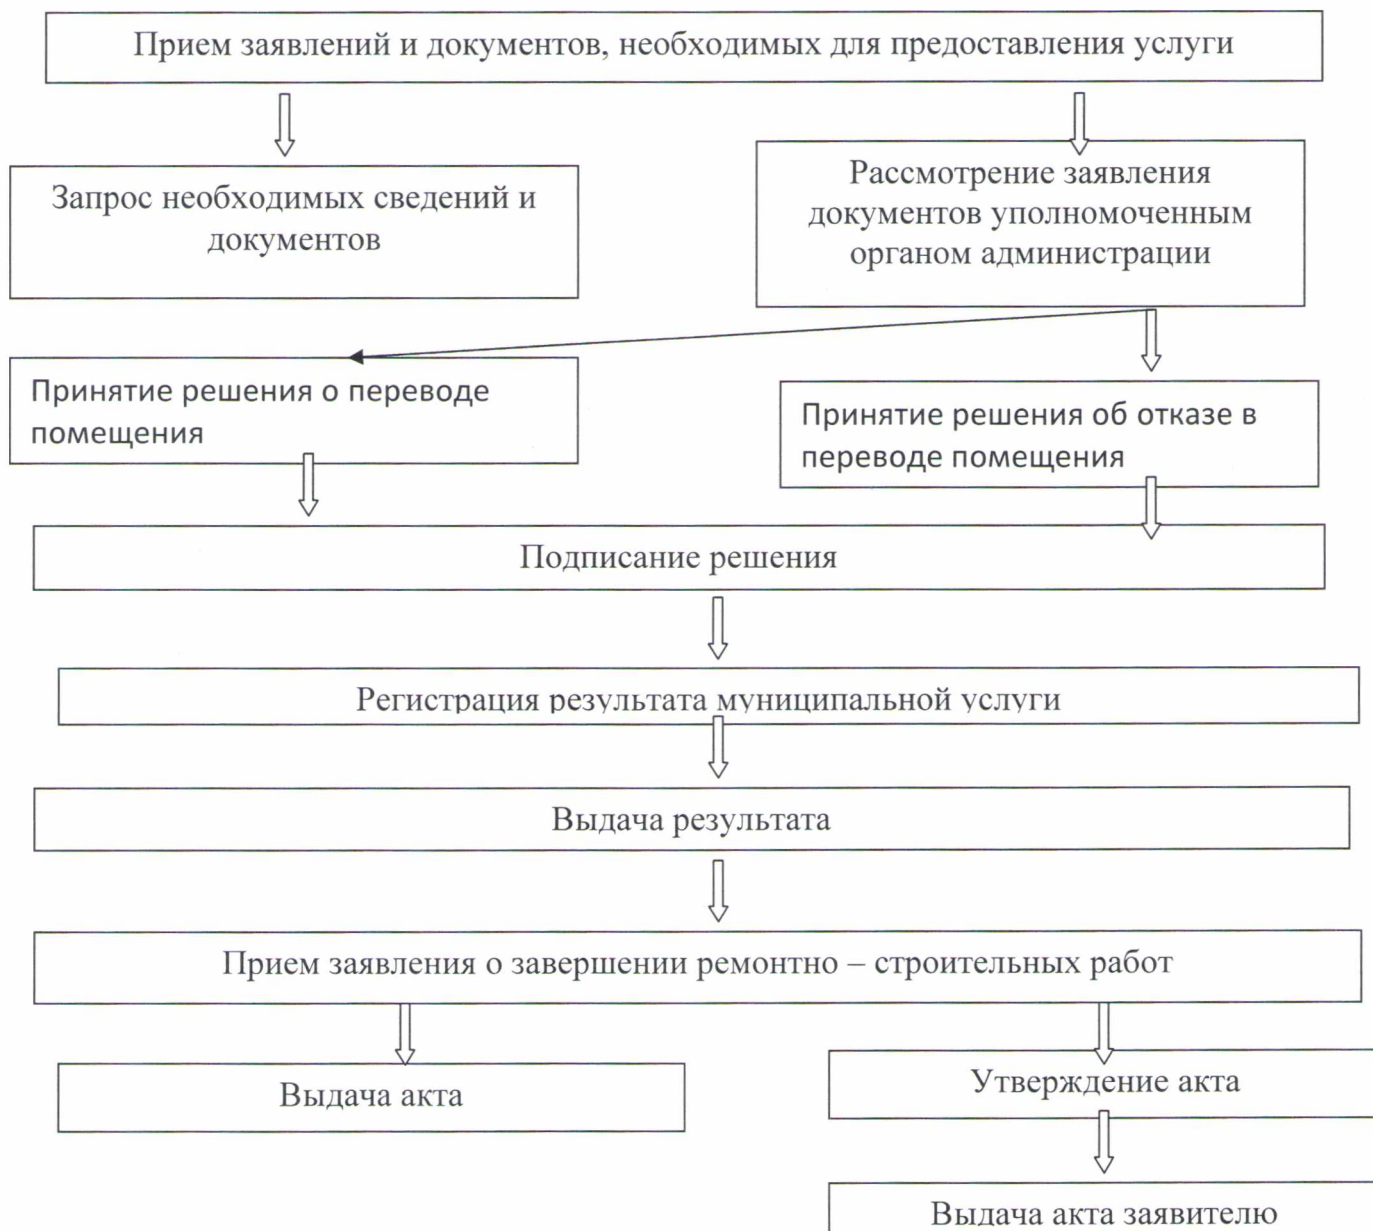 Прием заявлений и документов, необходимых для предоставления услуги
Запрос необходимых сведений и
документов
Рассмотрение заявления
документов уполномоченным
органом администрации
Принятие решения о переводе
помещения
Принятие решения об отказе в
переводе помещения
Подписание решения
Регистрация результата муниципальной услуги
Выдача результата
Прием заявления о завершении ремонтно – строительных работ
Выдача акта
Утверждение акта
Выдача акта заявителю